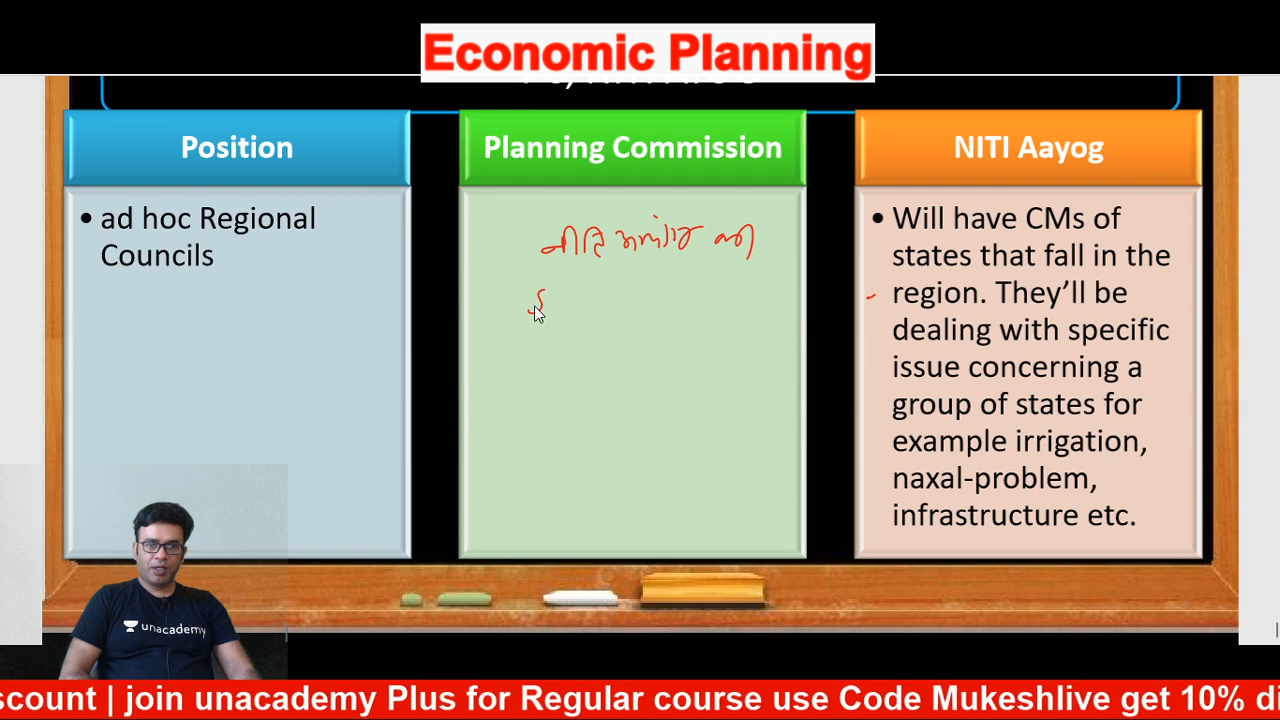 Economic Planning
Position
ad hoc Regional
Councils
Planning Commission
नीति आयोग की
NITI Aayog
Will have CMs of
states that fall in the
region. They’ll be
dealing with specific
issue concerning a
group of states for
example irrigation,
naxal-problem,
infrastructure etc.
unacademy
scount | join unacademy Plus for Regular course use Code Mukeshlive get 10% di